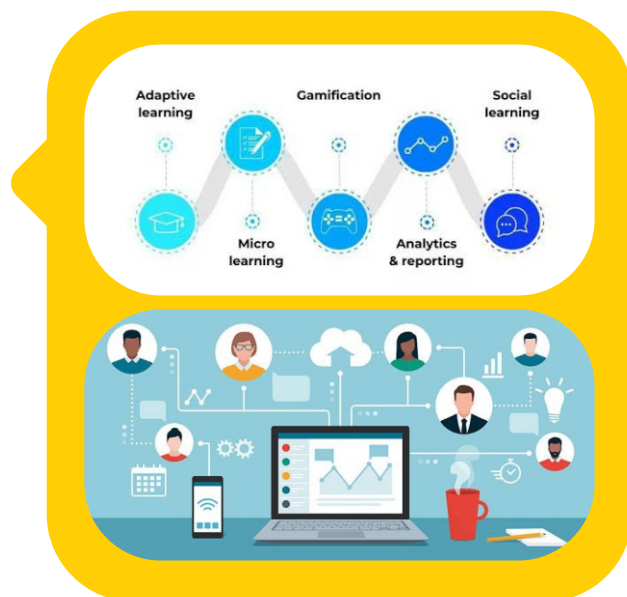 Adaptive
learning
Gamification
Social
learning
Micro
learning
Analytics
& reporting